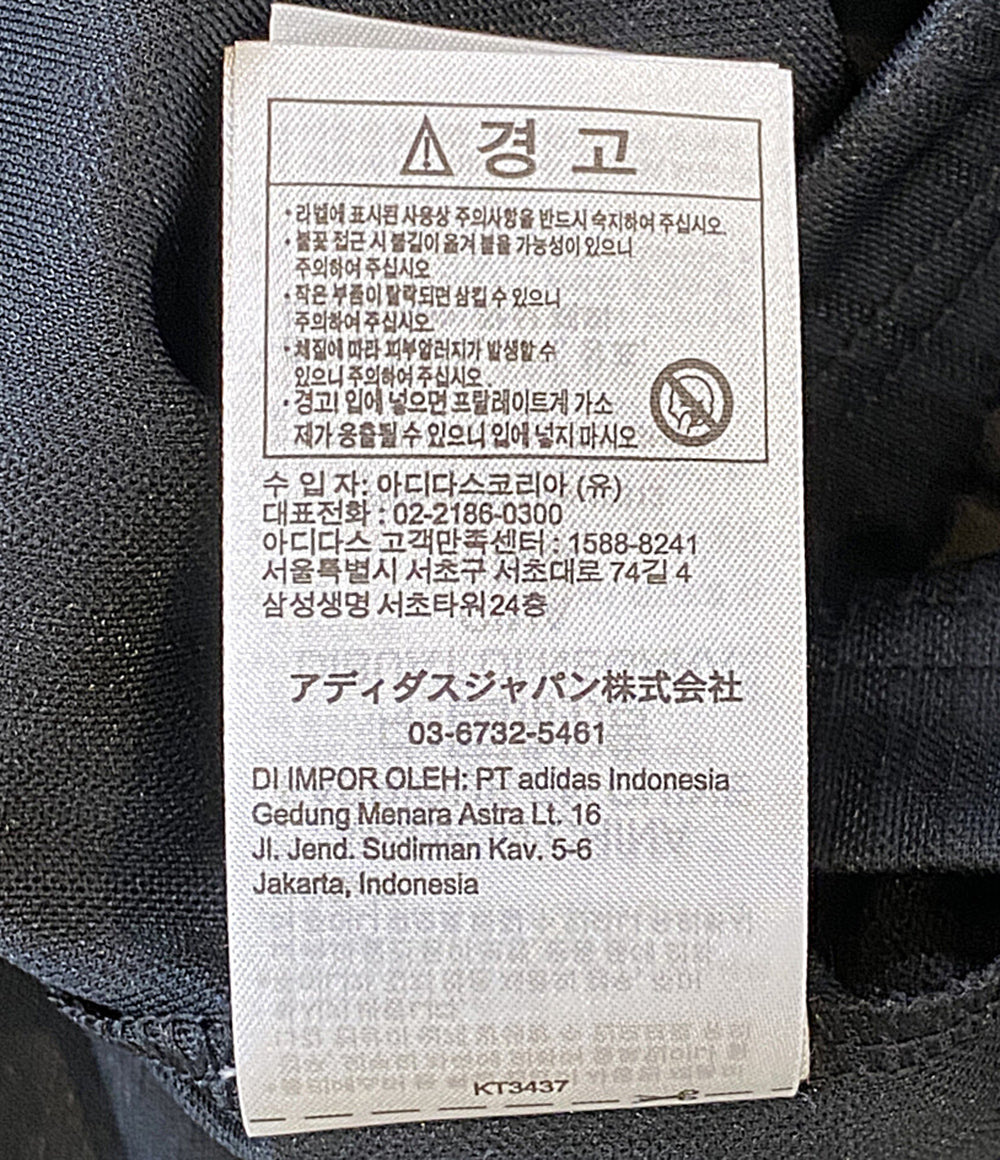 경 고
• 라벨에 표시된 사용상 주의사항을 반드시 숙지하여 주십시오.
• 불꽃 접근 시 불길이 옮겨 붙을 가능성이 있으니
주의하여 주십시오
• 작은 부품이 탈락되면 삼킬 수 있으니
주의하여 주십시오.
• 체질에 따라 피부알러지가 발생할 수
있으니 주의하여 주십시오
• 경고! 입에 넣으면 프탈레이트계 가소
제가 용출될 수 있으니 입에 넣지 마시오
수 입 자: 아디다스코리아 (유)
대표전화 : 02-2186-0300
아디다스 고객만족센터 : 1588-8241
서울특별시 서초구 서초대로 74길 4
삼성생명 서초타워 24층
アディダスジャパン株式会社
03-6732-5461
DI IMPOR OLEH: PT adidas Indonesia
Gedung Menara Astra Lt. 16
Jl. Jend. Sudirman Kav. 5-6
Jakarta, Indonesia
KT3437